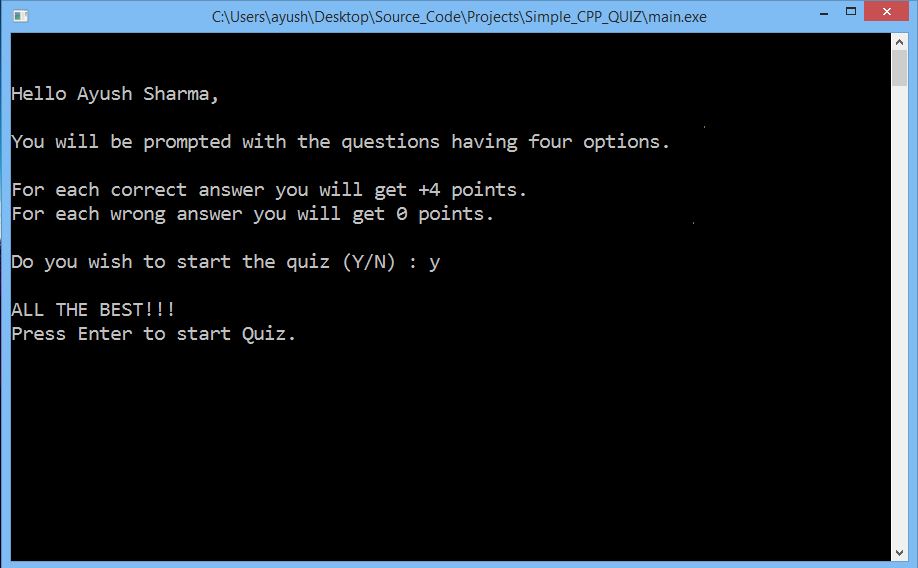 C:\Users\ayush\Desktop\Source_Code\Projects\Simple_CPP_QUIZ\main.exe
Hello Ayush Sharma,
You will be prompted with the questions having four options.
For each correct answer you will get +4 points.
For each wrong answer you will get 0 points.
Do you wish to start the quiz (Y/N) : y
ALL THE BEST!!!
Press Enter to start Quiz.